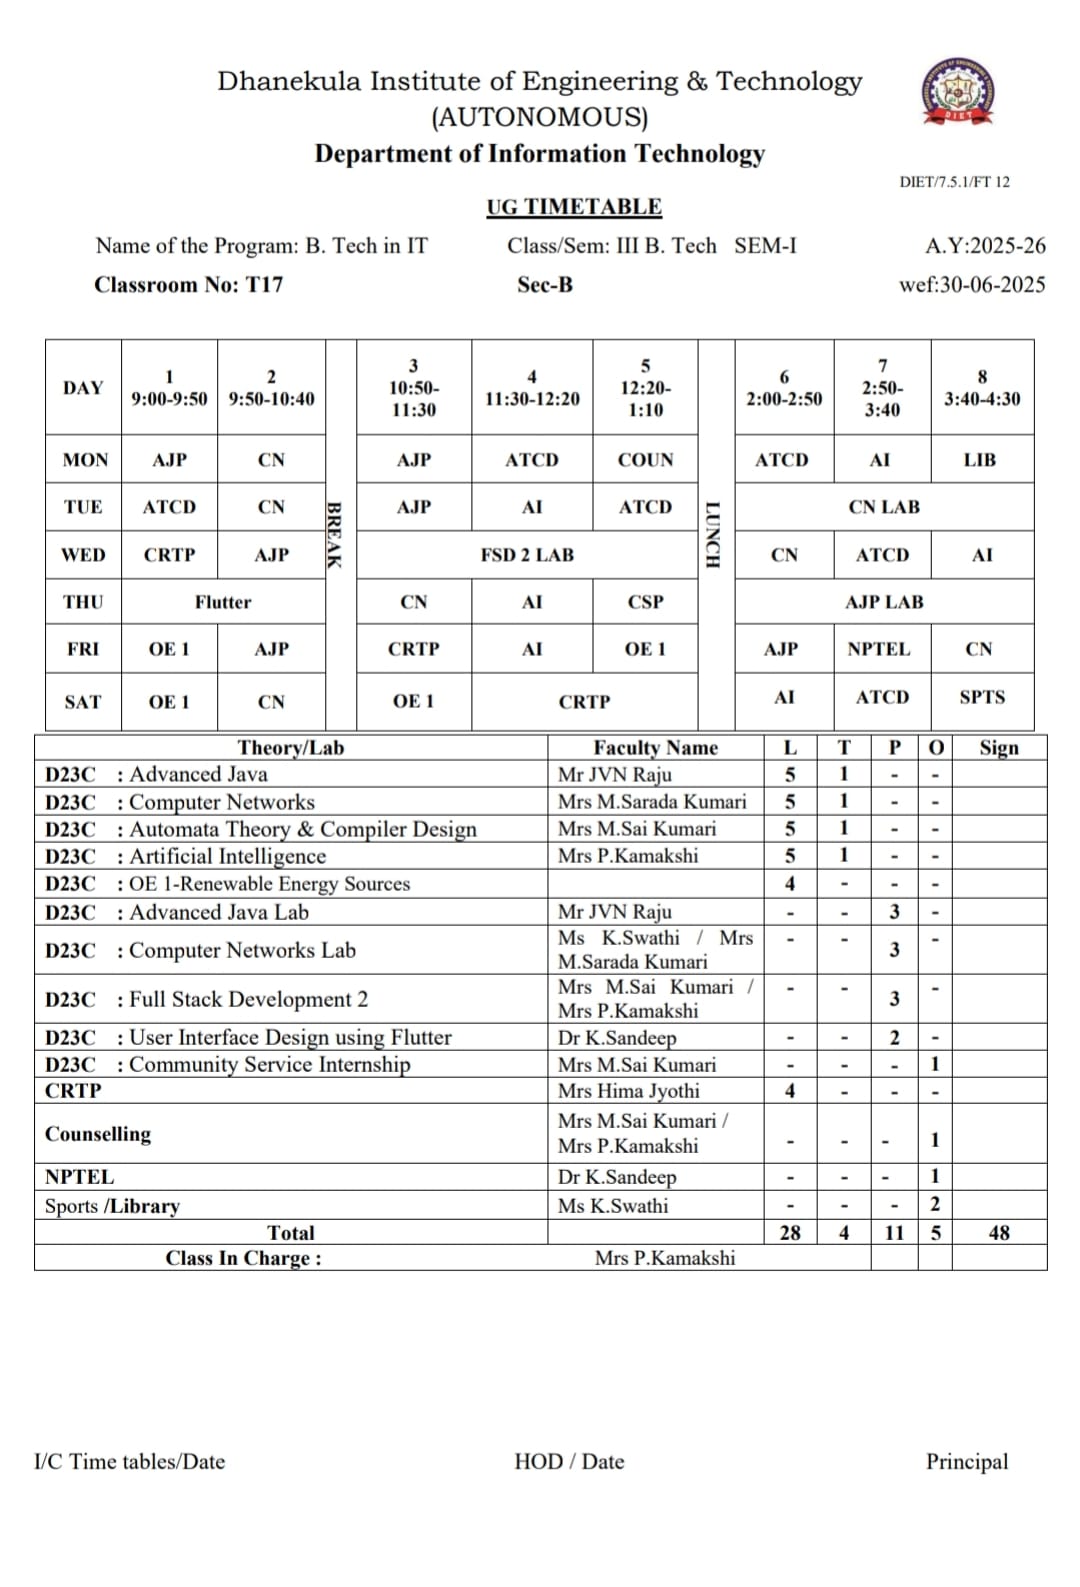 Dhanekula Institute of Engineering & Technology
(AUTONOMOUS)
Department of Information Technology
DIET
DIET/7.5.1/FT 12
UG TIMETABLE
Name of the Program: B. Tech in IT Class/Sem: III B. Tech SEM-I A.Y:2025-26
Classroom No: T17 Sec-B wef:30-06-2025
DAY 1 9:00-9:50 2 9:50-10:40 BREAK 3 10:50-11:30 4 11:30-12:20 5 12:20-1:10 LUNCH 6 2:00-2:50 7 2:50-3:40 8 3:40-4:30
MON AJP CN AJP ATCD COUN ATCD AI LIB
TUE ATCD CN AJP AI ATCD CN LAB
WED CRTP AJP FSD 2 LAB CN ATCD AI
THU Flutter CN AI CSP AJP LAB
FRI OE 1 AJP CRTP AI OE 1 AJP NPTEL CN
SAT OE 1 CN OE 1 CRTP AI ATCD SPTS
Theory/Lab Faculty Name L T P O Sign
D23C : Advanced Java Mr JVN Raju 5 1 - -
D23C : Computer Networks Mrs M.Sarada Kumari 5 1 - -
D23C : Automata Theory & Compiler Design Mrs M.Sai Kumari 5 1 - -
D23C : Artificial Intelligence Mrs P.Kamakshi 5 1 - -
D23C : OE 1-Renewable Energy Sources 4 - - -
D23C : Advanced Java Lab Mr JVN Raju - - 3 -
D23C : Computer Networks Lab Ms K.Swathi / Mrs M.Sarada Kumari - - 3 -
D23C : Full Stack Development 2 Mrs M.Sai Kumari / Mrs P.Kamakshi - - 3 -
D23C : User Interface Design using Flutter Dr K.Sandeep - - 2 -
D23C : Community Service Internship Mrs M.Sai Kumari - - - 1
CRTP Mrs Hima Jyothi 4 - - -
Counselling Mrs M.Sai Kumari / Mrs P.Kamakshi - - - 1
NPTEL Dr K.Sandeep - - - 1
Sports /Library Ms K.Swathi - - - 2
Total 28 4 11 5 48
Class In Charge : Mrs P.Kamakshi
I/C Time tables/Date HOD / Date Principal